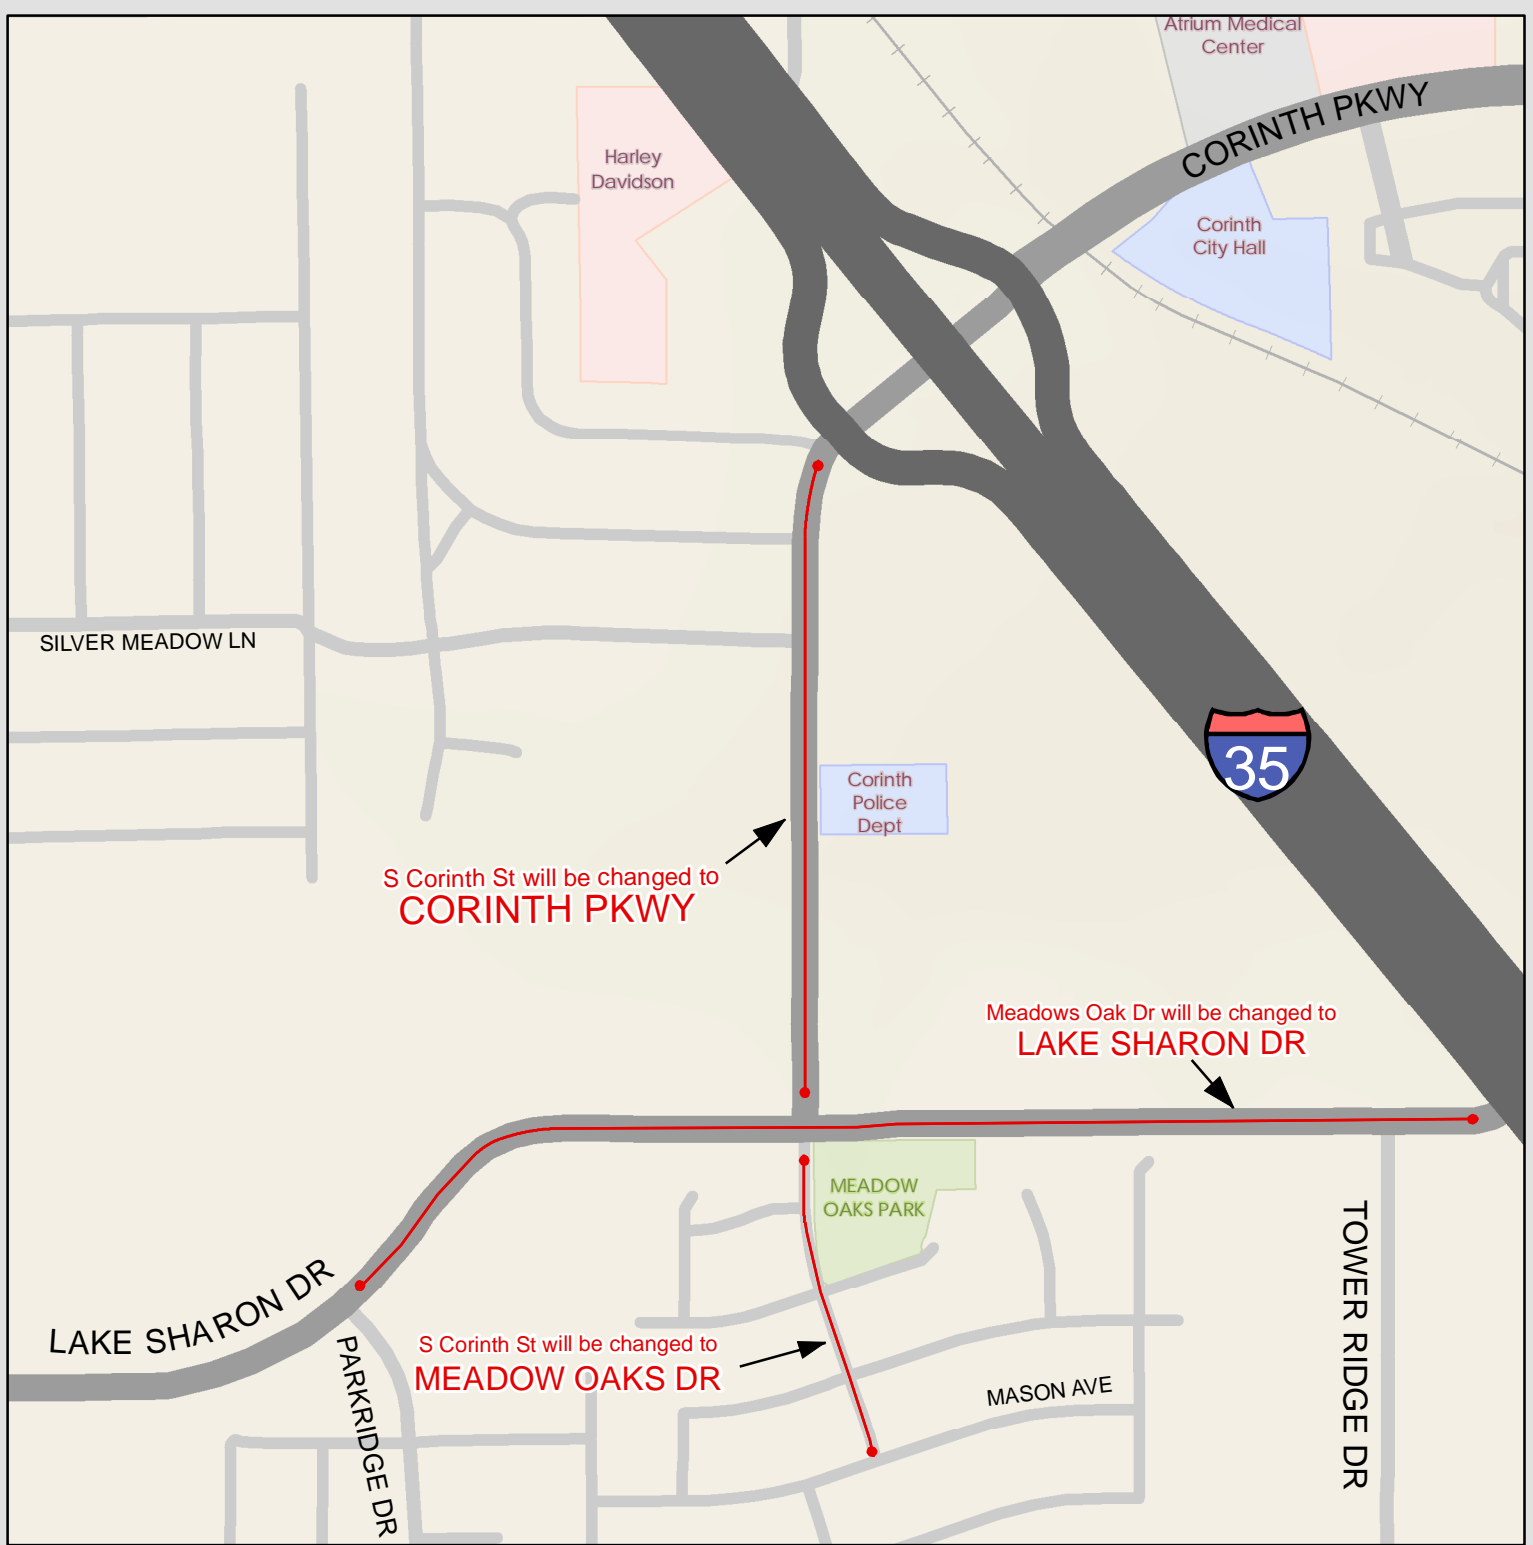 Atrium Medical
Center
CORINTH PKWY
Harley
Davidson
Corinth
City Hall
SILVER MEADOW LN
35
Corinth
Police
Dept
S Corinth St will be changed to
CORINTH PKWY
Meadows Oak Dr will be changed to
LAKE SHARON DR
MEADOW
OAKS PARK
LAKE SHARON DR
TOWER RIDGE DR
S Corinth St will be changed to
MEADOW OAKS DR
PARKRIDGE DR
MASON AVE